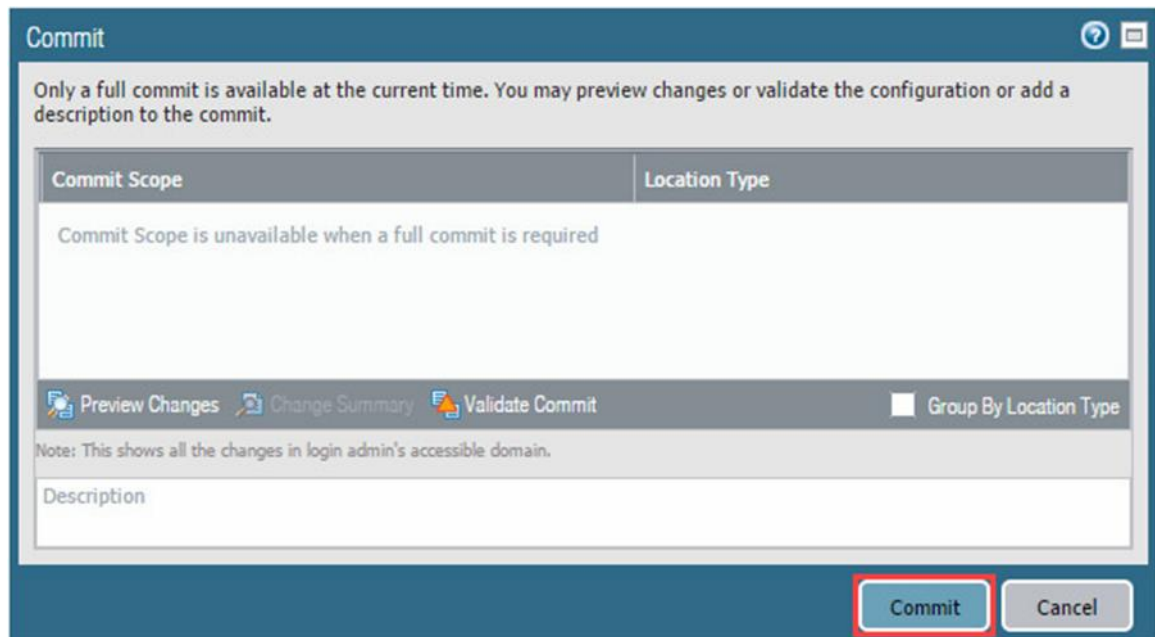 Commit
Only a full commit is available at the current time. You may preview changes or validate the configuration or add a
description to the commit.
Commit Scope
Location Type
Commit Scope is unavailable when a full commit is required
Preview Changes
Change Summary
Validate Commit
Group By Location Type
Note: This shows all the changes in login admin's accessible domain.
Description
Commit
Cancel